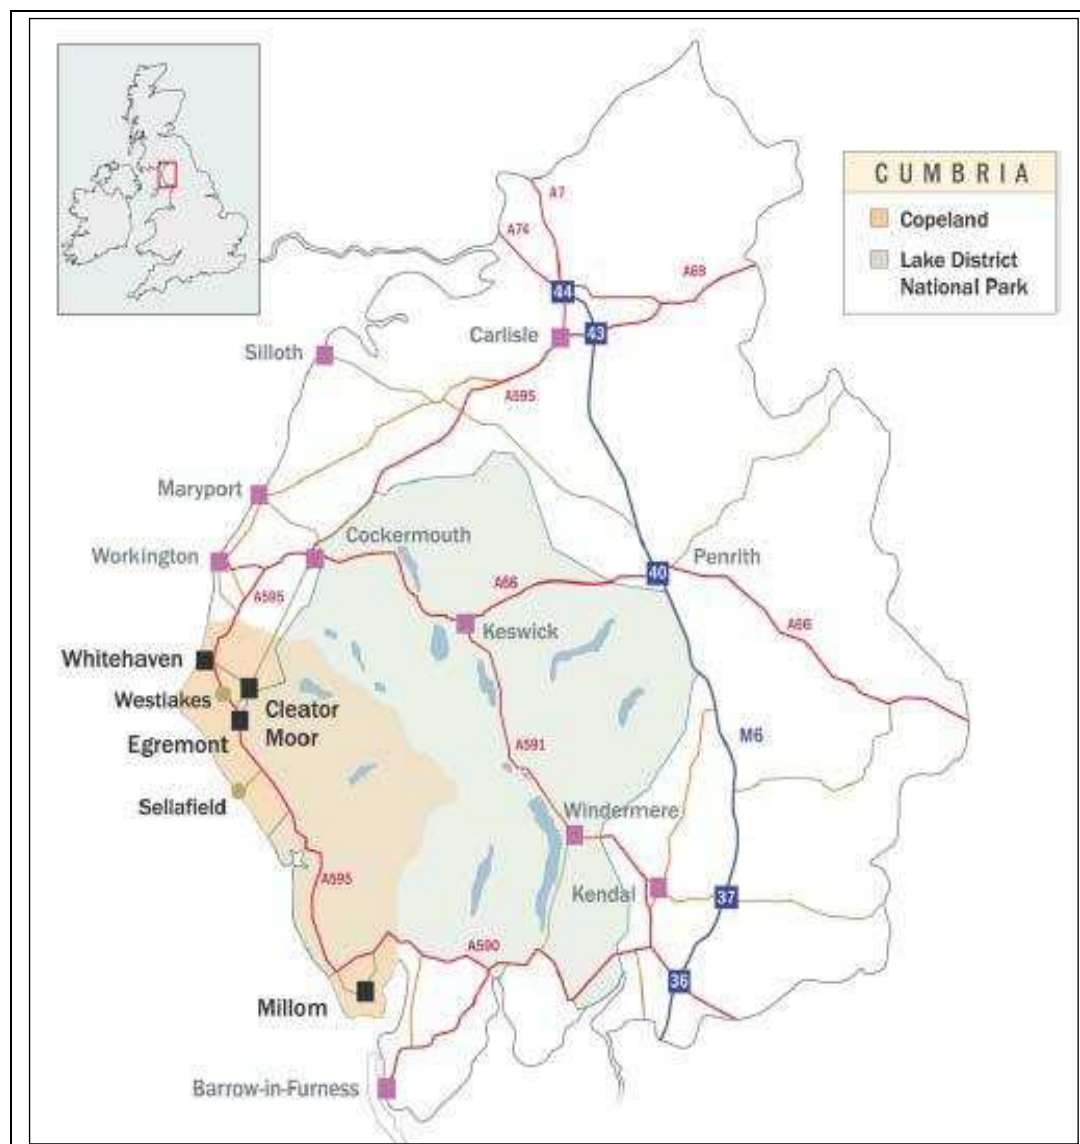 CUMBRIA
Copeland
Lake District
National Park
A7
A74
A69
44
43
Carlisle
Silloth
A595
Maryport
Cockermouth
Workington
A595
A66
40
Penrith
A66
Keswick
Whitehaven
Westlakes
Cleator
Moor
Egremont
A591
M6
Sellafield
Windermere
A595
Kendal
37
A590
36
Millom
Barrow-in-Furness